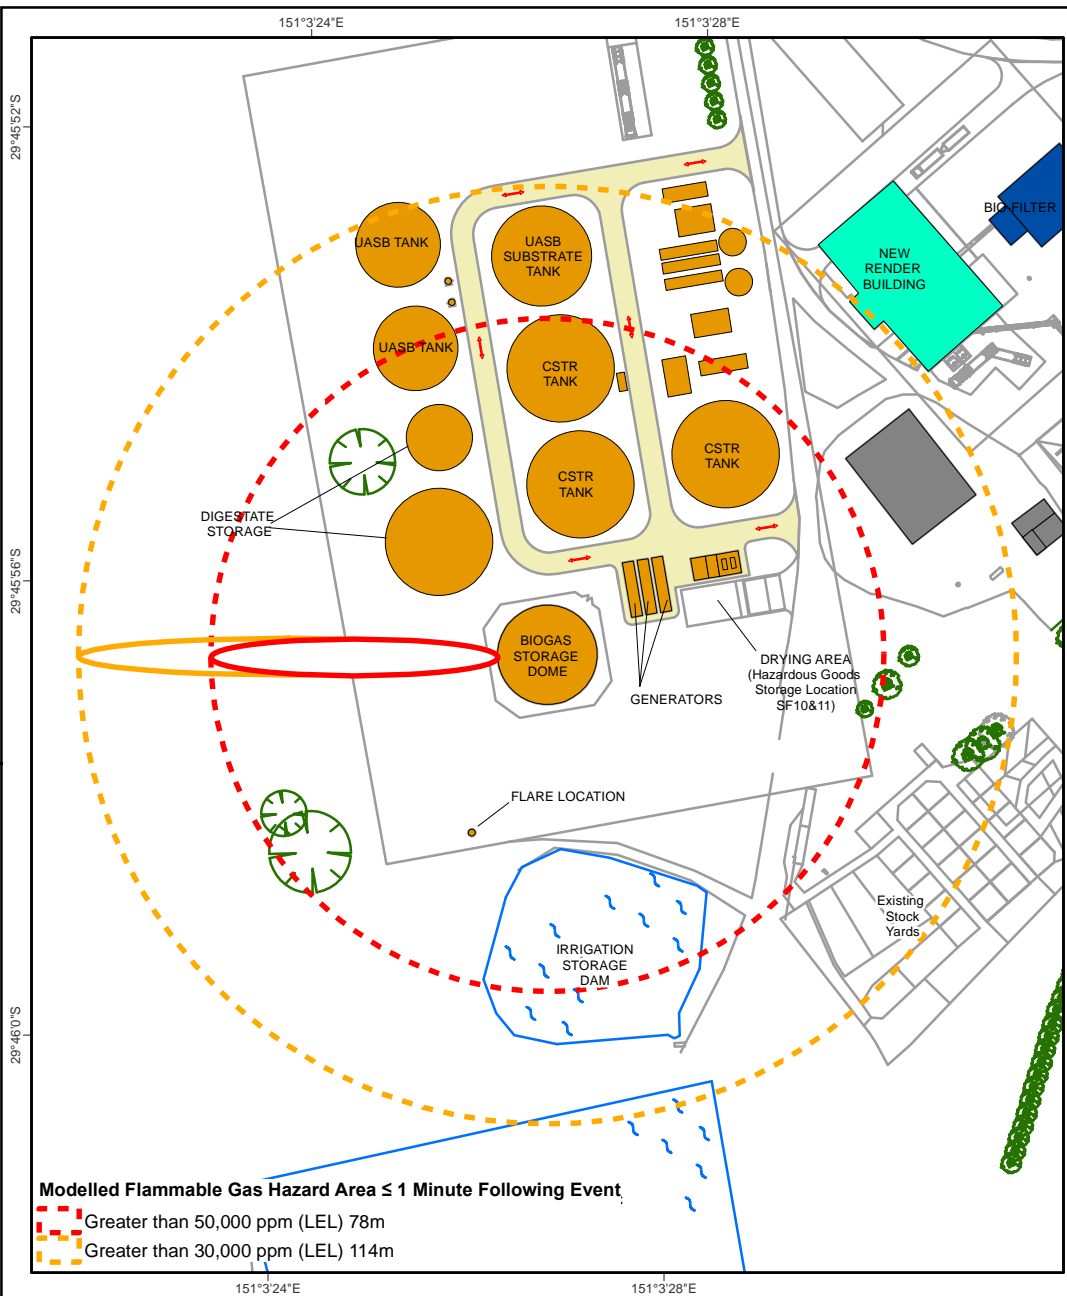 151°3'24"E
151°3'28"E
29°45'52"S
29°45'56"S
29°46'0"S
UASB TANK
UASB
SUBSTRATE
TANK
BIO FILTER
NEW
RENDER
BUILDING
UASB TANK
CSTR
TANK
CSTR
TANK
CSTR
TANK
DIGESTATE
STORAGE
BIOGAS
STORAGE
DOME
GENERATORS
DRYING AREA
(Hazardous Goods
Storage Location
SF10&11)
FLARE LOCATION
IRRIGATION
STORAGE
DAM
Existing
Stock
Yards
Modelled Flammable Gas Hazard Area ≤ 1 Minute Following Event
Greater than 50,000 ppm (LEL) 78m
Greater than 30,000 ppm (LEL) 114m
151°3'24"E
151°3'28"E